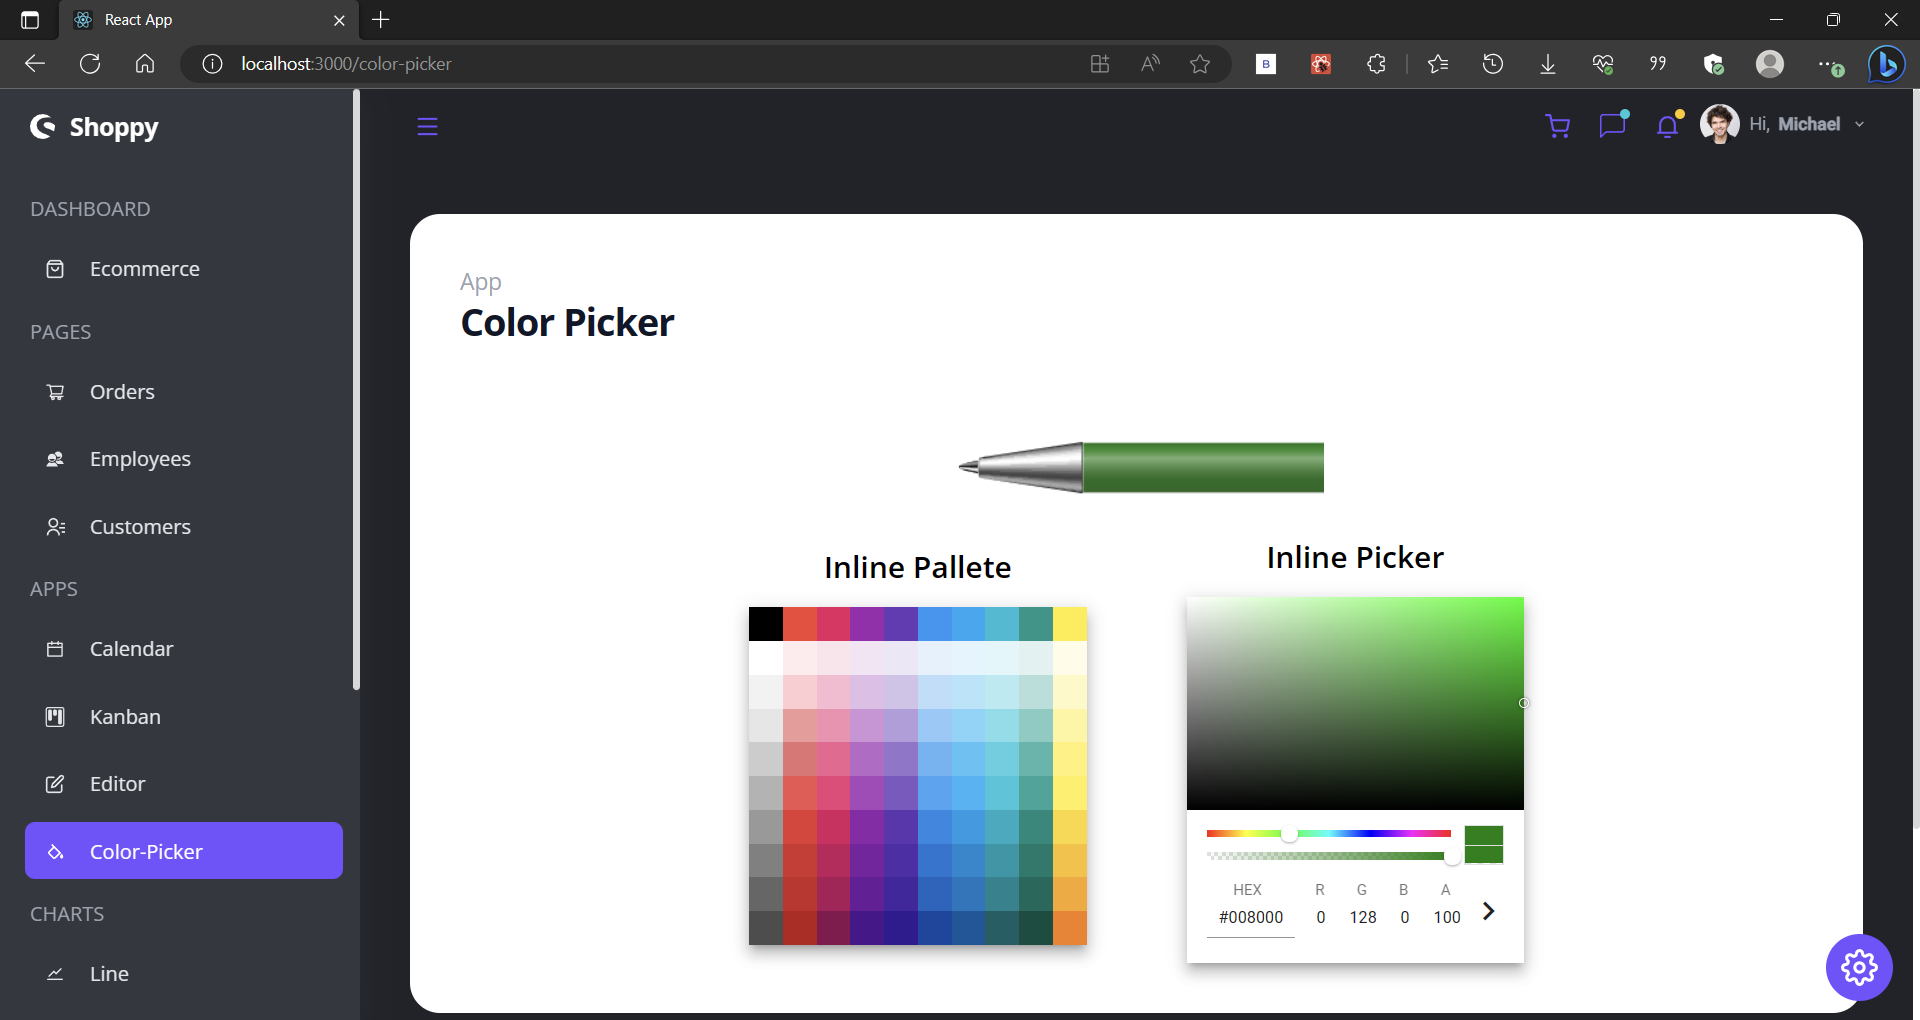 React App
localhost:3000/color-picker
B
Shoppy
Hi, Michael
DASHBOARD
Ecommerce
PAGES
Orders
Employees
Customers
APPS
Calendar
Kanban
Editor
Color-Picker
CHARTS
Line
App
Color Picker
Inline Pallete
Inline Picker
HEX R G B A
#008000 0 128 0 100